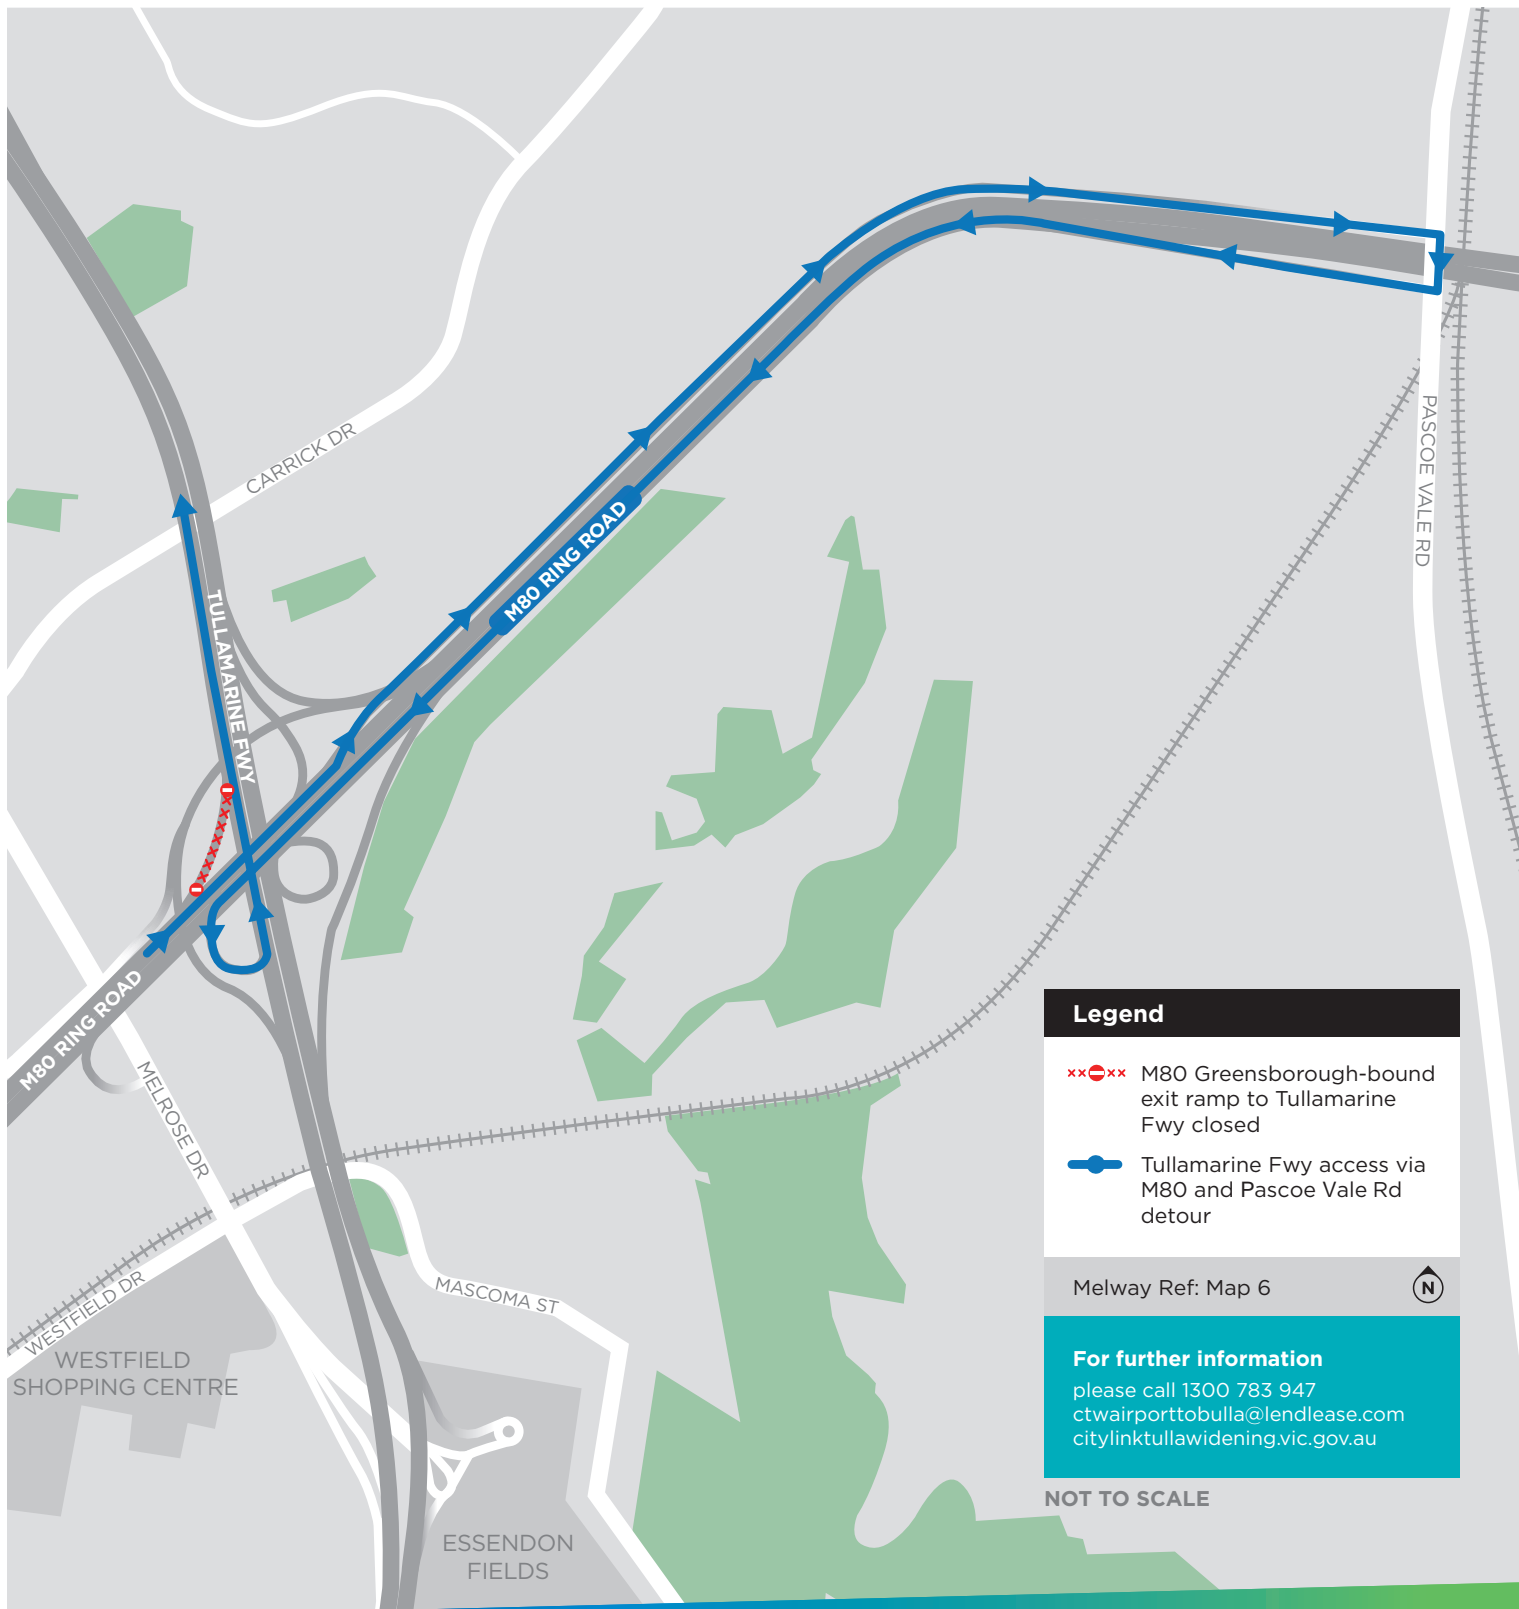 CARRICK DR
TULLAMARINE FWY
M80 RING ROAD
PASCOE VALE RD
M80 RING ROAD
MELROSE DR
WESTFIELD DR
MASCOMA ST
WESTFIELD
SHOPPING CENTRE
ESSENDON
FIELDS
Legend
M80 Greensborough-bound
exit ramp to Tullamarine
Fwy closed
Tullamarine Fwy access via
M80 and Pascoe Vale Rd
detour
Melway Ref: Map 6
N
For further information
please call 1300 783 947
ctwairporttobulla@lendlease.com
citylinktullawidening.vic.gov.au
NOT TO SCALE